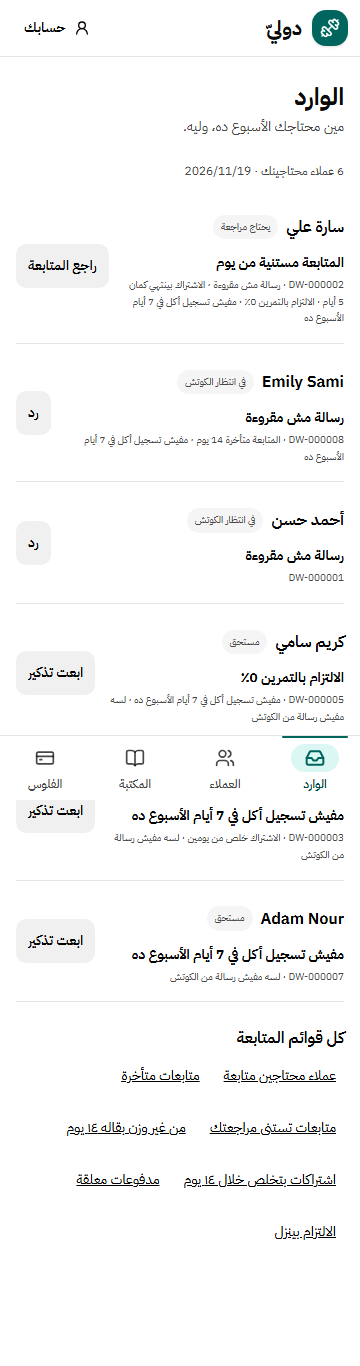 دوليّ
حسابك
الوارد
مين محتاجك الأسبوع ده، وليه.
6 عملاء محتاجينك · 2026/11/19
سارة علي
يحتاج مراجعة
المتابعة مستنية من يوم
DW-000002 · رسالة مش مقروءة · الاشتراك بينتهي كمان
5 أيام · الالتزام بالتمرين 0٪ · مفيش تسجيل أكل في 7 أيام
الأسبوع ده
راجع المتابعة
Emily Sami
في انتظار الكوتش
رسالة مش مقروءة
DW-000008 · المتابعة متأخرة 14 يوم · مفيش تسجيل أكل في 7 أيام
الأسبوع ده
رد
أحمد حسن
في انتظار الكوتش
رسالة مش مقروءة
DW-000001
رد
كريم سامي
مستحق
الالتزام بالتمرين 0٪
DW-000005 · مفيش تسجيل أكل في 7 أيام الأسبوع ده · لسه
مفيش رسالة من الكوتش
ابعت تذكير
الوارد
العملاء
المكتبة
الفلوس
مفيش تسجيل أكل في 7 أيام الأسبوع ده
DW-000003 · الاشتراك خلص من يومين · لسه مفيش رسالة
من الكوتش
ابعت تذكير
Adam Nour
مستحق
مفيش تسجيل أكل في 7 أيام الأسبوع ده
DW-000007 · لسه مفيش رسالة من الكوتش
ابعت تذكير
كل قوائم المتابعة
عملاء محتاجين متابعة
متابعات متأخرة
متابعات تستنى مراجعتك
من غير وزن بقاله ١٤ يوم
اشتراكات بتخلص خلال ١٤ يوم
مدفوعات معلقة
الالتزام بينزل